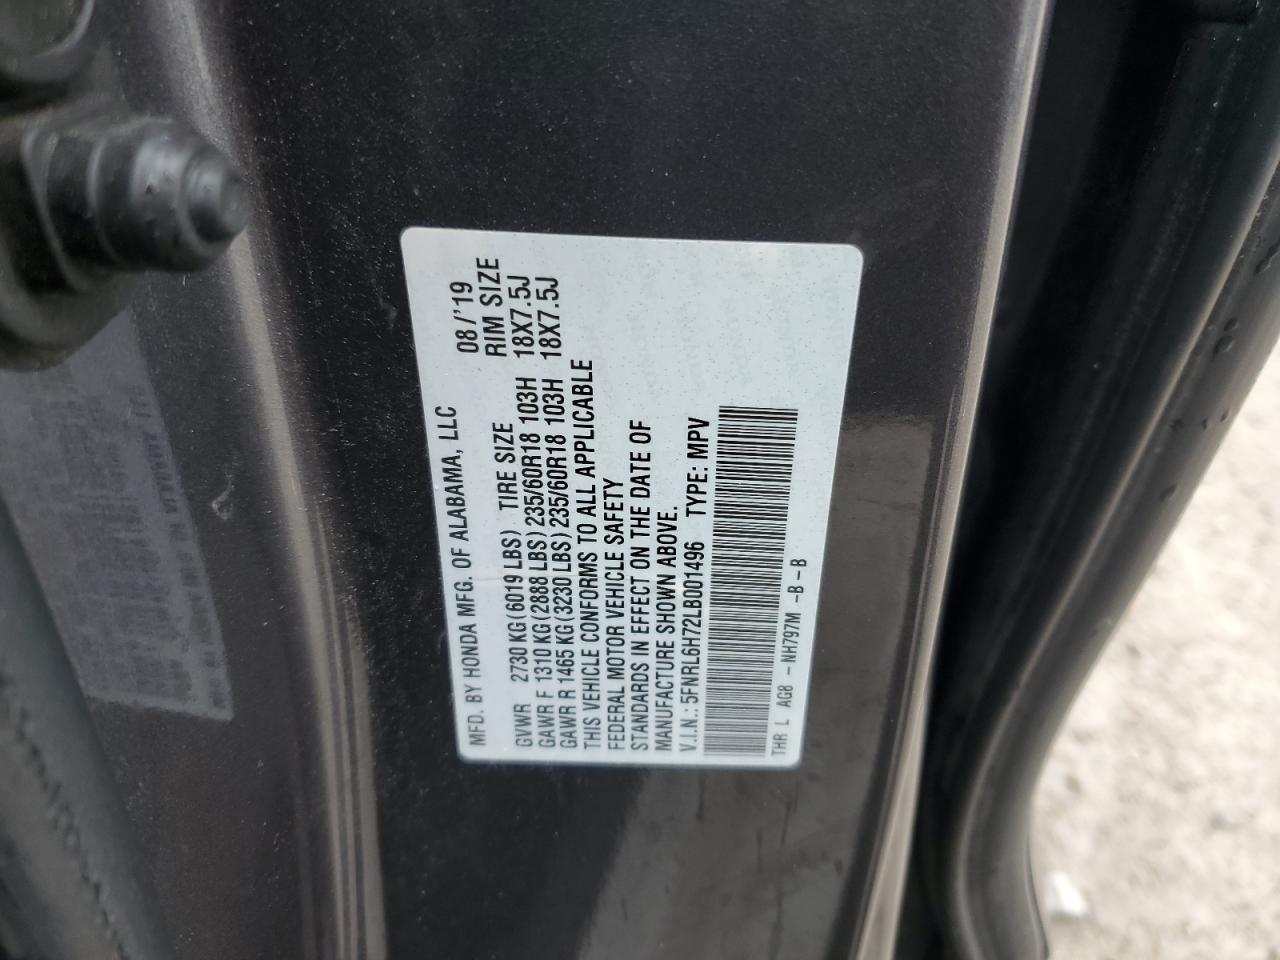 MFD. BY HONDA MFG. OF ALABAMA, LLC 08/'19
GVWR 2730 KG (6019 LBS) TIRE SIZE RIM SIZE
GAWR F 1310 KG (2888 LBS) 235/60R18 103H 18X7.5J
GAWR R 1465 KG (3230 LBS) 235/60R18 103H 18X7.5J
THIS VEHICLE CONFORMS TO ALL APPLICABLE
FEDERAL MOTOR VEHICLE SAFETY
STANDARDS IN EFFECT ON THE DATE OF
MANUFACTURE SHOWN ABOVE.
V.I.N.: 5FNRL6H72LB001496 TYPE: MPV
THR L AG8 - NH797M -B-B